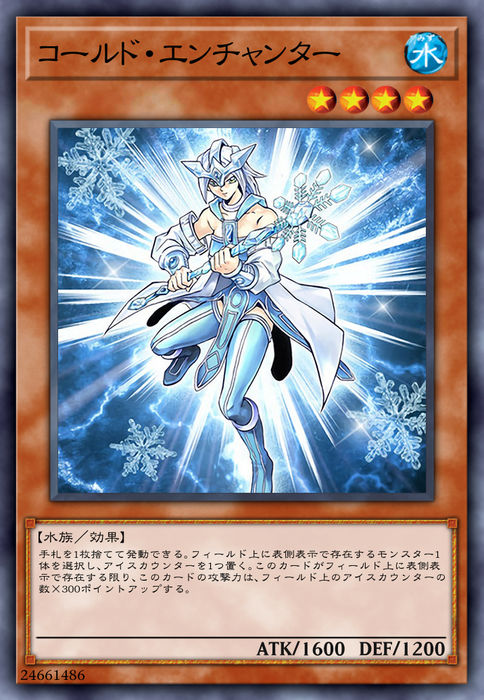 コールド・エンチャンター
水
【水族／効果】
手札を1枚捨てて発動できる。フィールド上に表側表示で存在するモンスター1
体を選択し、アイスカウンターを1つ置く。このカードがフィールド上に表側表
示で存在する限り、このカードの攻撃力は、フィールド上のアイスカウンターの
数×300ポイントアップする。
ATK/1600 DEF/1200
24661486